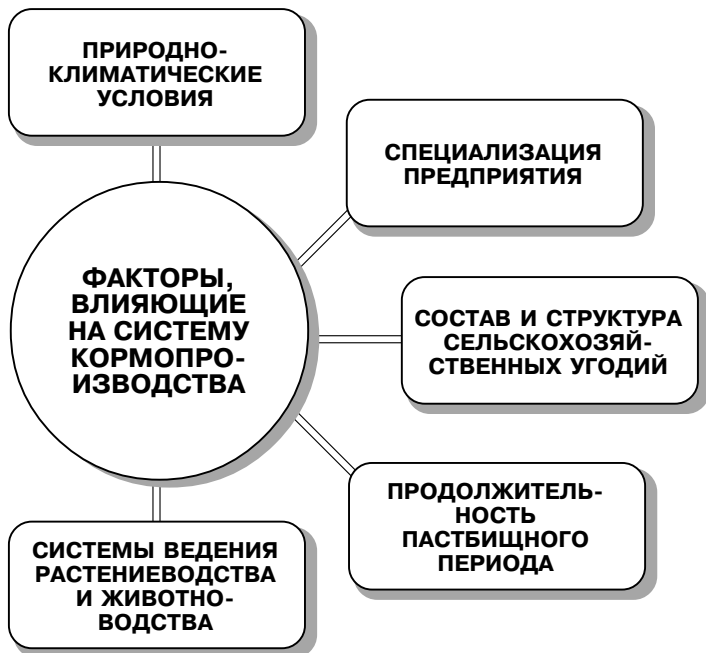 ПРИРОДНО-
КЛИМАТИЧЕСКИЕ
УСЛОВИЯ
СПЕЦИАЛИЗАЦИЯ
ПРЕДПРИЯТИЯ
ФАКТОРЫ,
ВЛИЯЮЩИЕ
НА СИСТЕМУ
КОРМОПРО-
ИЗВОДСТВА
СОСТАВ И СТРУКТУРА
СЕЛЬСКОХОЗЯЙ-
СТВЕННЫХ УГОДИЙ
ПРОДОЛЖИТЕЛЬ-
НОСТЬ
ПАСТБИЩНОГО
ПЕРИОДА
СИСТЕМЫ ВЕДЕНИЯ
РАСТЕНИЕВОДСТВА
И ЖИВОТНО-
ВОДСТВА